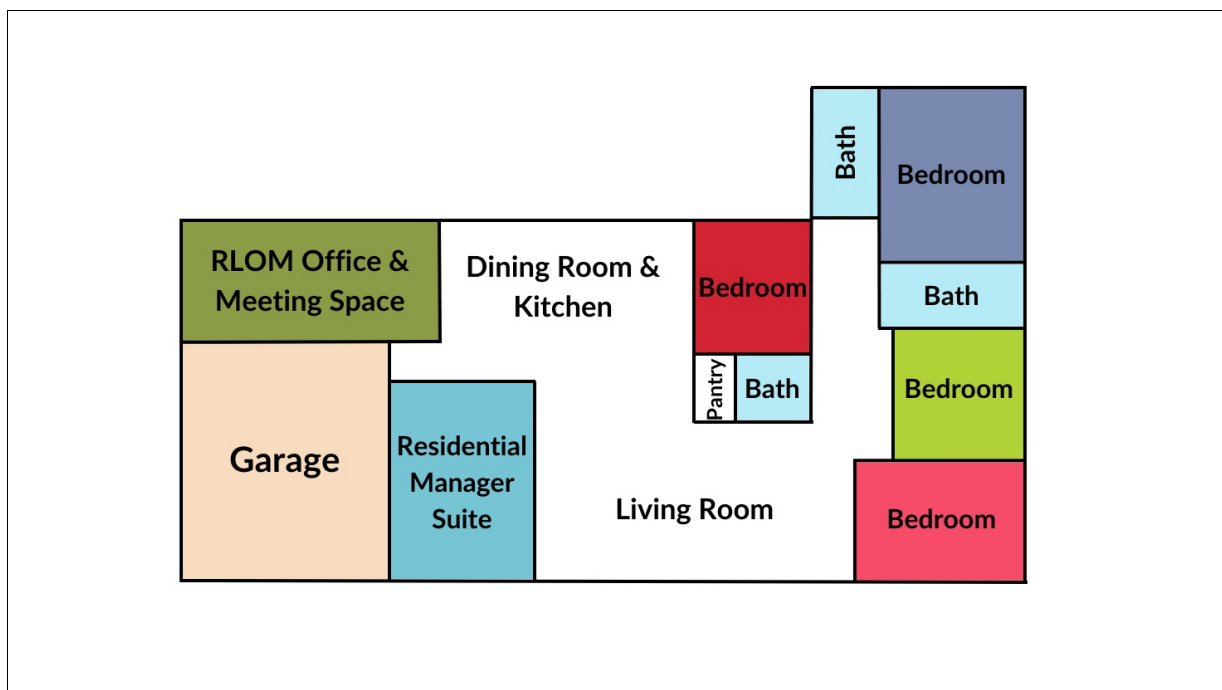 Bath
Bedroom
RLOM Office &
Meeting Space
Dining Room &
Kitchen
Bedroom
Bath
Garage
Residential
Manager
Suite
Pantry
Bath
Bedroom
Living Room
Bedroom